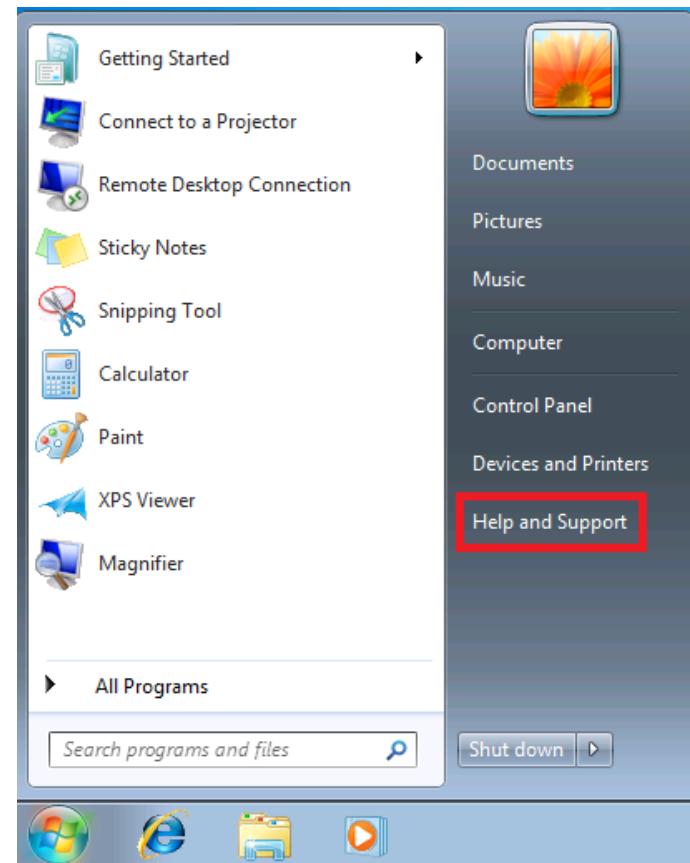 Getting Started
Connect to a Projector
Remote Desktop Connection
Sticky Notes
Snipping Tool
Calculator
Paint
XPS Viewer
Magnifier
All Programs
Search programs and files
Documents
Pictures
Music
Computer
Control Panel
Devices and Printers
Help and Support
Shut down